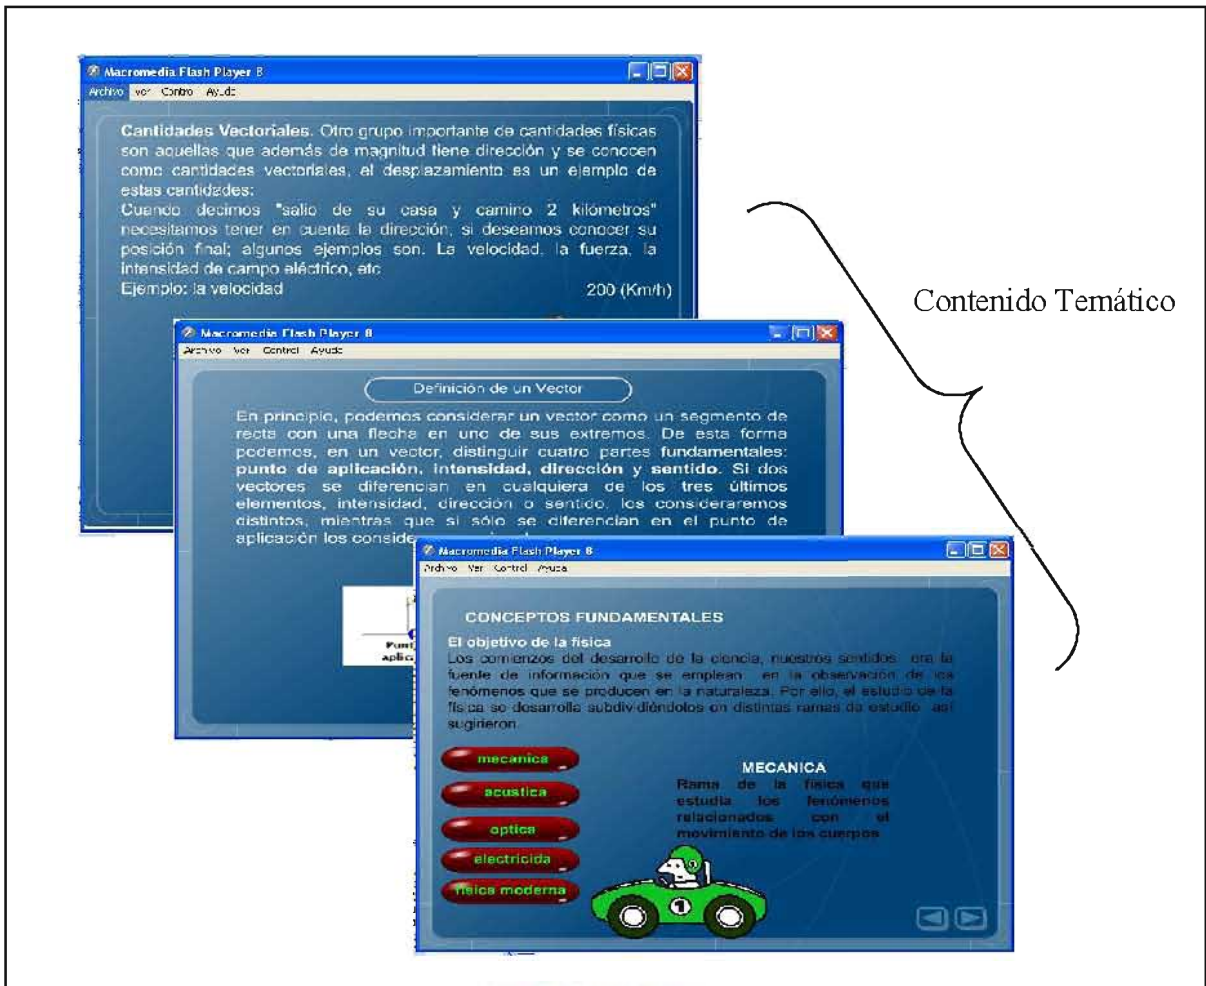 Macromedia Flash Player 8
Archivo Ver Control Ayuda
Cantidades Vectoriales. Otro grupo importante de cantidades físicas
son aquellas que además de magnitud tiene dirección y se conocen
como cantidades vectoriales, el desplazamiento es un ejemplo de
estas cantidades:
Cuando decimos "salio de su casa y camino 2 kilómetros"
necesitamos tener en cuenta la dirección, si deseamos conocer su
posición final; algunos ejemplos son. La velocidad, la fuerza, la
intensidad de campo eléctrico, etc
Ejemplo: la velocidad 200 (Km/h)
Contenido Temático
Macromedia Flash Player 8
Archivo Ver Control Ayuda
Definición de un Vector
En principio, podemos considerar un vector como un segmento de
recta con una flecha en uno de sus extremos. De esta forma
podemos, en un vector, distinguir cuatro partes fundamentales:
punto de aplicación, intensidad, dirección y sentido. Si dos
vectores se diferencian en cualquiera de los tres últimos
elementos, intensidad, dirección o sentido, los consideraremos
distintos, mientras que si sólo se diferencian en el punto de
aplicación los conside
Punt
aplic
Macromedia Flash Player 8
Archivo Ver Control Ayuda
CONCEPTOS FUNDAMENTALES
El objetivo de la física
Los comienzos del desarrollo de la ciencia, nuestros sentidos era la
fuente de información que se emplean en la observación de los
fenómenos que se producen en la naturaleza. Por ello, el estudio de la
física se desarrolla subdividiéndolos en distintas ramas de estudio así
sugirieron.
mecanica
acustica
optica
electricida
fisica moderna
MECANICA
Rama de la física que
estudia los fenómenos
relacionados con el
movimiento de los cuerpos
1